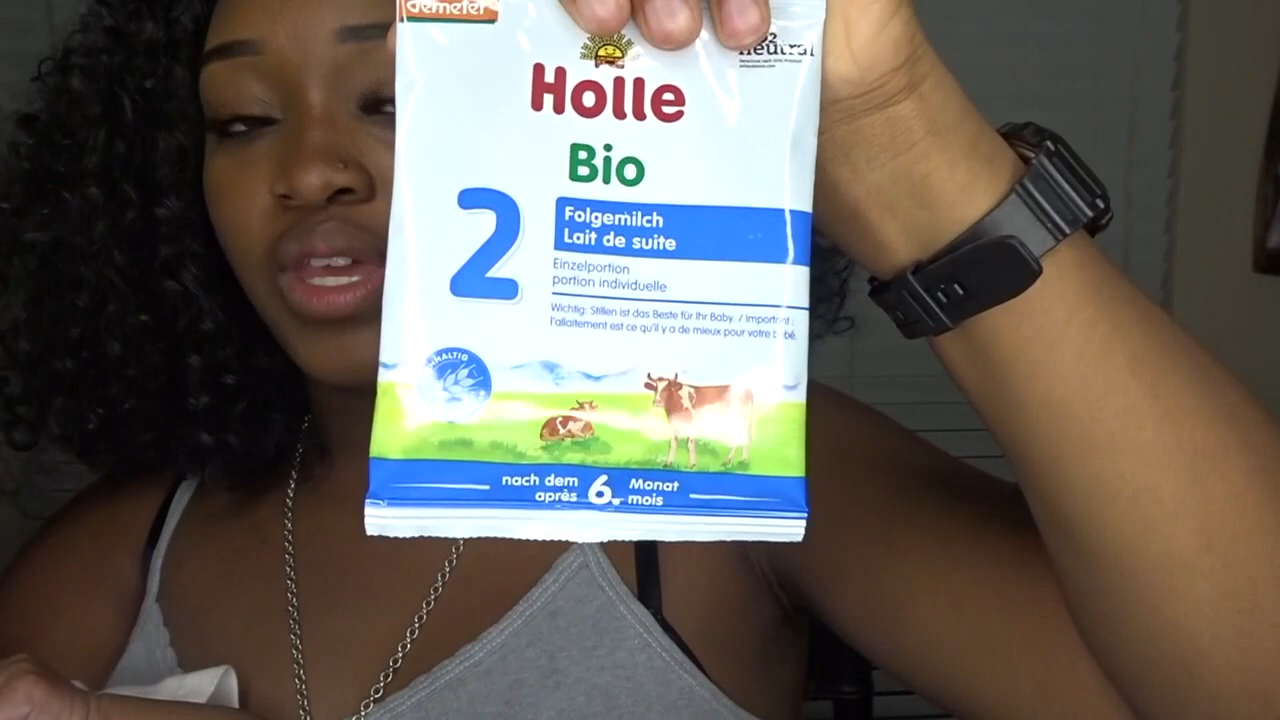 demeter
neutral
Holle
Bio
2
Folgemilch
Lait de suite
Einzelportion
portion individuelle
Wichtig: Stillen ist das Beste für Ihr Baby. / Important :
l'allaitement est ce qu'il y a de mieux pour votre bébé.
nach dem 6. Monat
après mois